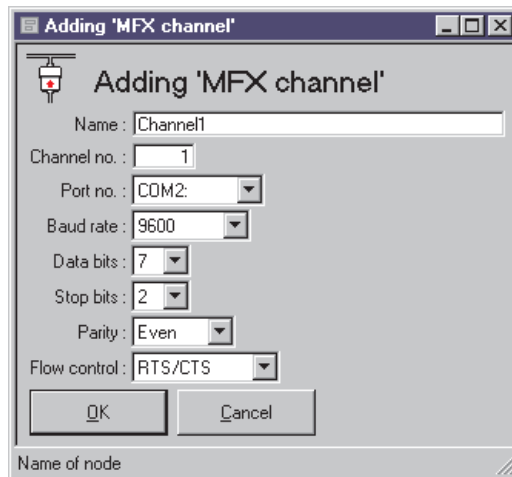 Adding 'MFX channel'
Adding 'MFX channel'
Name : Channel1
Channel no. : 1
Port no. : COM2:
Baud rate : 9600
Data bits : 7
Stop bits : 2
Parity : Even
Flow control : RTS/CTS
OK Cancel
Name of node